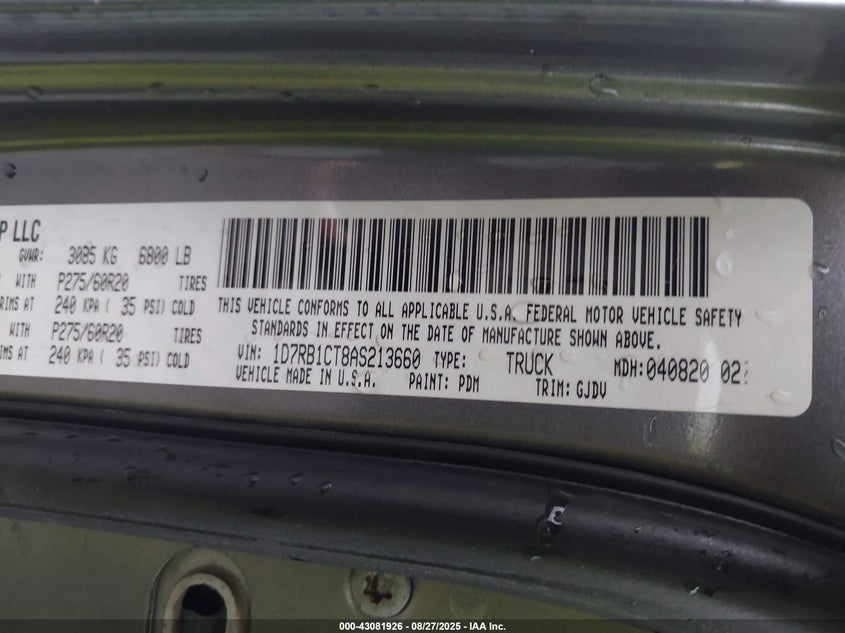 P LLC
GVWR: 3085 KG 6800 LB
WITH P275/60R20 TIRES
RIMS AT 240 KPA ( 35 PSI) COLD
WITH P275/60R20 TIRES
RIMS AT 240 KPA ( 35 PSI) COLD
THIS VEHICLE CONFORMS TO ALL APPLICABLE U.S.A. FEDERAL MOTOR VEHICLE SAFETY
STANDARDS IN EFFECT ON THE DATE OF MANUFACTURE SHOWN ABOVE.
VIN: 1D7RB1CT8AS213660 TYPE: TRUCK MDH:040820 02
VEHICLE MADE IN U.S.A. PAINT: PDM TRIM: GJDV
000-43081926 - 08/27/2025 - IAA Inc.